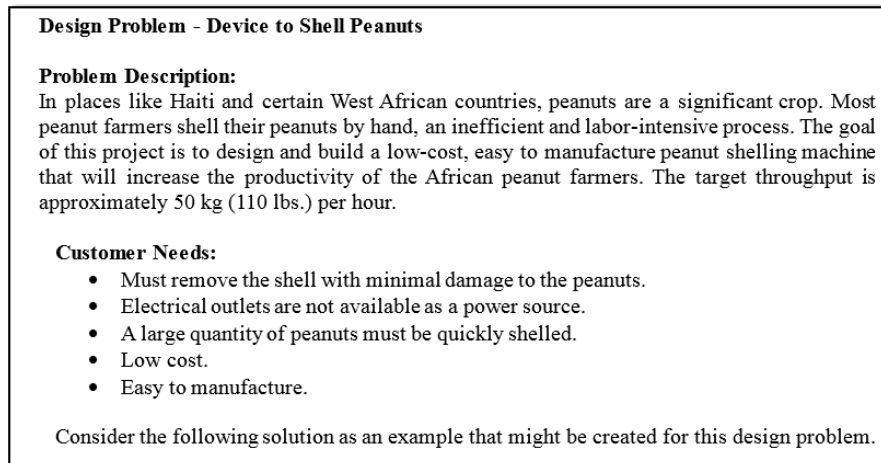 Design Problem - Device to Shell Peanuts
Problem Description:
In places like Haiti and certain West African countries, peanuts are a significant crop. Most
peanut farmers shell their peanuts by hand, an inefficient and labor-intensive process. The goal
of this project is to design and build a low-cost, easy to manufacture peanut shelling machine
that will increase the productivity of the African peanut farmers. The target throughput is
approximately 50 kg (110 lbs.) per hour.
Customer Needs:
• Must remove the shell with minimal damage to the peanuts.
• Electrical outlets are not available as a power source.
• A large quantity of peanuts must be quickly shelled.
• Low cost.
• Easy to manufacture.
Consider the following solution as an example that might be created for this design problem.